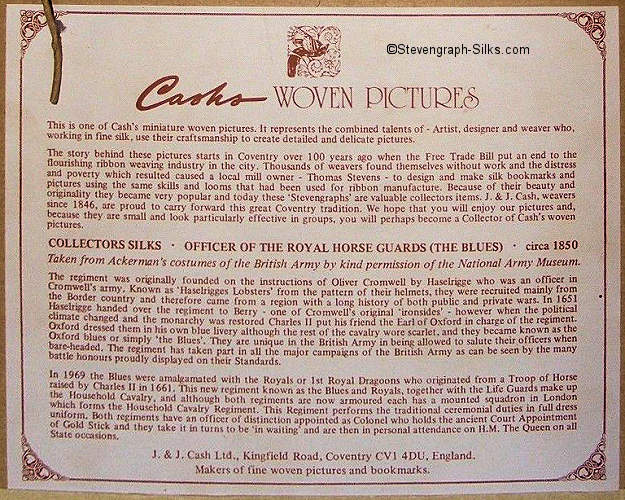 ©Stevengraph-Silks.com
Cash's WOVEN PICTURES
This is one of Cash's miniature woven pictures. It represents the combined talents of - Artist, designer and weaver who,
working in fine silk, use their craftsmanship to create detailed and delicate pictures.
The story behind these pictures starts in Coventry over 100 years ago when the Free Trade Bill put an end to the
flourishing ribbon weaving industry in the city. Thousands of weavers found themselves without work and the distress
and poverty which resulted caused a local mill owner - Thomas Stevens - to design and make silk bookmarks and
pictures using the same skills and looms that had been used for ribbon manufacture. Because of their beauty and
originality they became very popular and today these 'Stevengraphs' are valuable collectors items. J. & J. Cash, weavers
since 1846, are proud to carry forward this great Coventry tradition. We hope that you will enjoy our pictures and,
because they are small and look particularly effective in groups, you will perhaps become a Collector of Cash's woven
pictures.
COLLECTORS SILKS · OFFICER OF THE ROYAL HORSE GUARDS (THE BLUES) · circa 1850
Taken from Ackerman's costumes of the British Army by kind permission of the National Army Museum.
The regiment was originally founded on the instructions of Oliver Cromwell by Haselrigge who was an officer in
Cromwell's army. Known as 'Haselrigges Lobsters' from the pattern of their helmets, they were recruited mainly from
the Border country and therefore came from a region with a long history of both public and private wars. In 1651
Haselrigge handed over the regiment to Berry - one of Cromwell's original 'ironsides' - however when the political
climate changed and the monarchy was restored Charles II put his friend the Earl of Oxford in charge of the regiment.
Oxford dressed them in his own blue livery although the rest of the cavalry wore scarlet, and they became known as the
Oxford blues or simply 'the Blues'. They are unique in the British Army in being allowed to salute their officers when
bare-headed. The regiment has taken part in all the major campaigns of the British Army as can be seen by the many
battle honours proudly displayed on their Standards.
In 1969 the Blues were amalgamated with the Royals or 1st Royal Dragoons who originated from a Troop of Horse
raised by Charles II in 1661. This new regiment known as the Blues and Royals, together with the Life Guards make up
the Household Cavalry, and although both regiments are now armoured each has a mounted squadron in London
which forms the Household Cavalry Regiment. This Regiment performs the traditional ceremonial duties in full dress
uniform. Both regiments have an officer of distinction appointed as Colonel who holds the ancient Court Appointment
of Gold Stick and they take it in turns to be 'in waiting' and are then in personal attendance on H.M. The Queen on all
State occasions.
J. & J. Cash Ltd., Kingfield Road, Coventry CV1 4DU, England.
Makers of fine woven pictures and bookmarks.